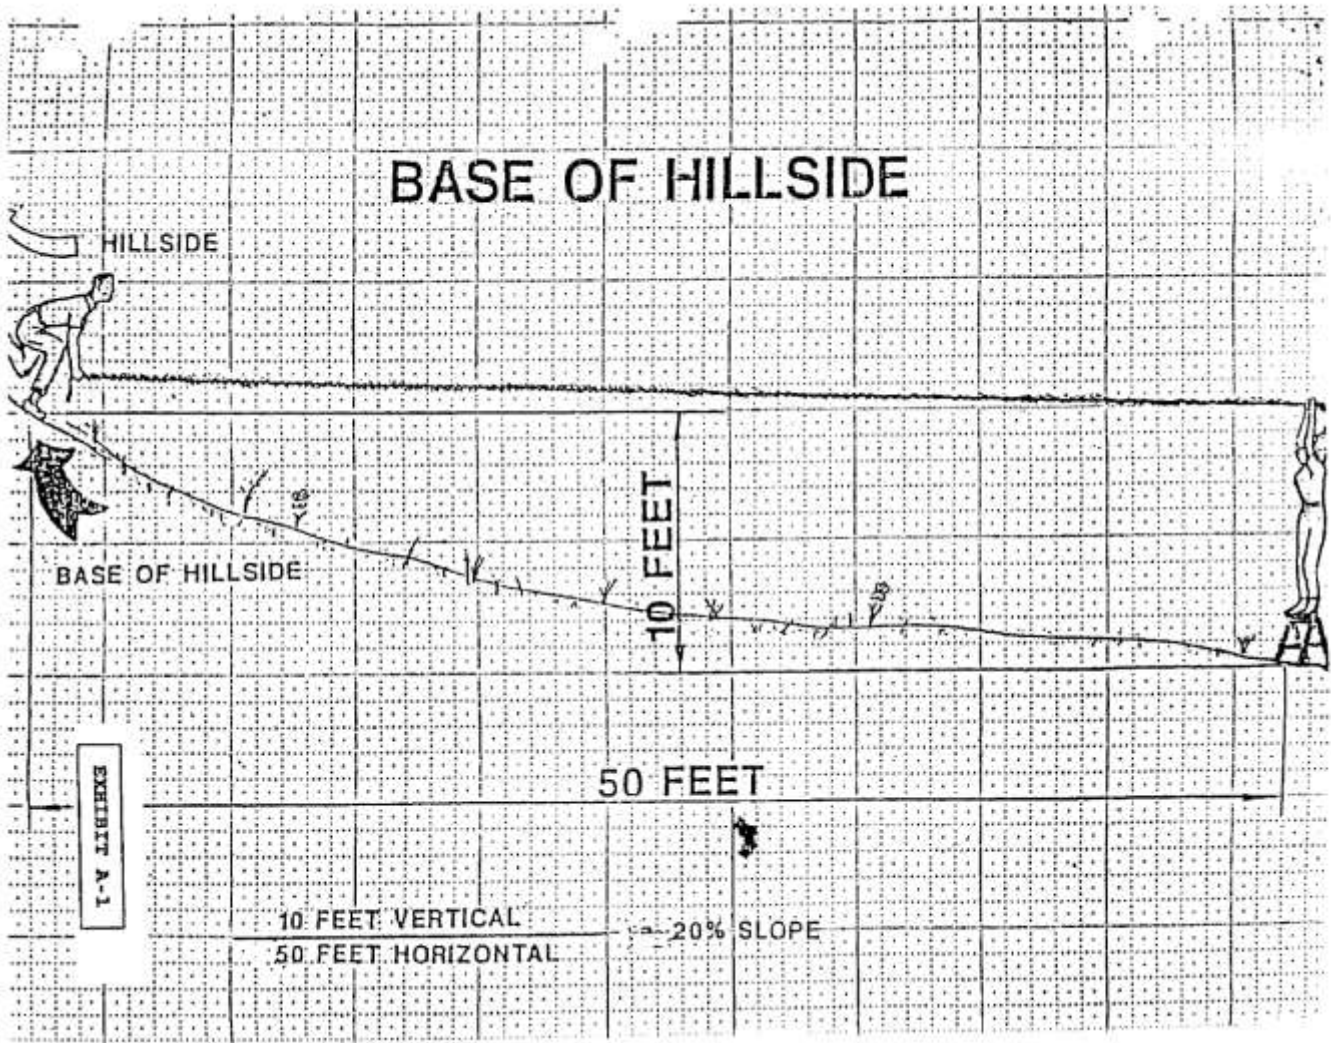 BASE OF HILLSIDE
HILLSIDE
10 FEET
BASE OF HILLSIDE
50 FEET
EXHIBIT A-1
10 FEET VERTICAL
50 FEET HORIZONTAL
= 20% SLOPE